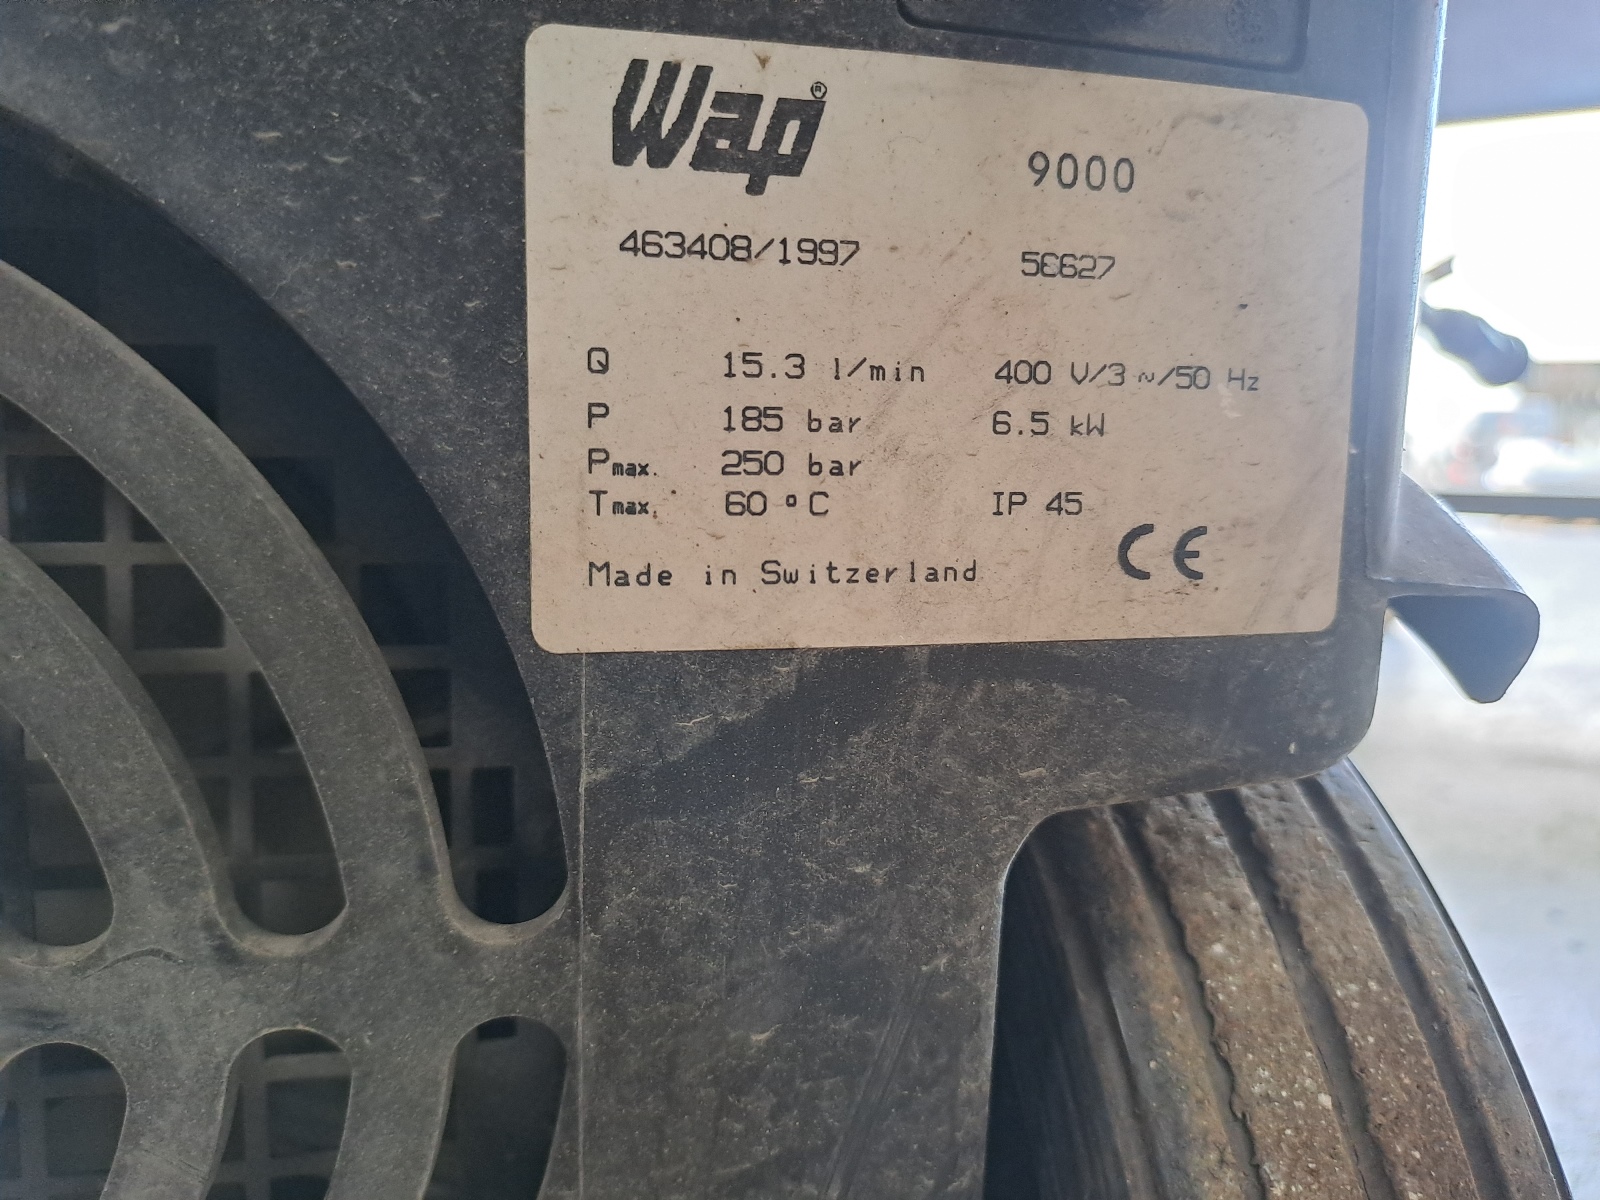 Wap®
9000
463408/1997
56627
Q 15.3 l/min 400 V/3 ~/50 Hz
P 185 bar 6.5 kW
Pmax. 250 bar
Tmax. 60 °C IP 45
Made in Switzerland CE